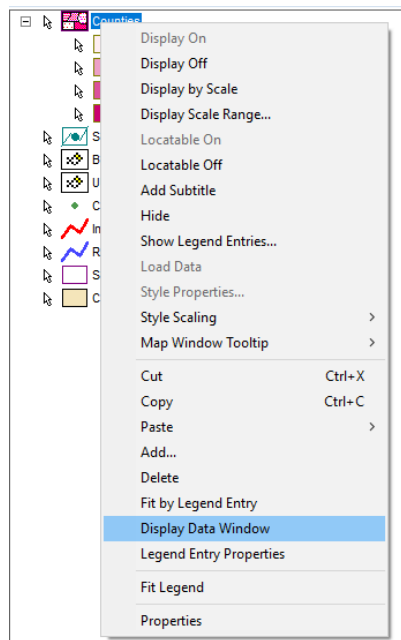 Counties
Display On
Display Off
Display by Scale
Display Scale Range...
Locatable On
Locatable Off
Add Subtitle
Hide
Show Legend Entries...
Load Data
Style Properties...
Style Scaling >
Map Window Tooltip >
Cut Ctrl+X
Copy Ctrl+C
Paste >
Add...
Delete
Fit by Legend Entry
Display Data Window
Legend Entry Properties
Fit Legend
Properties
S
B
U
C
In
R
S
C